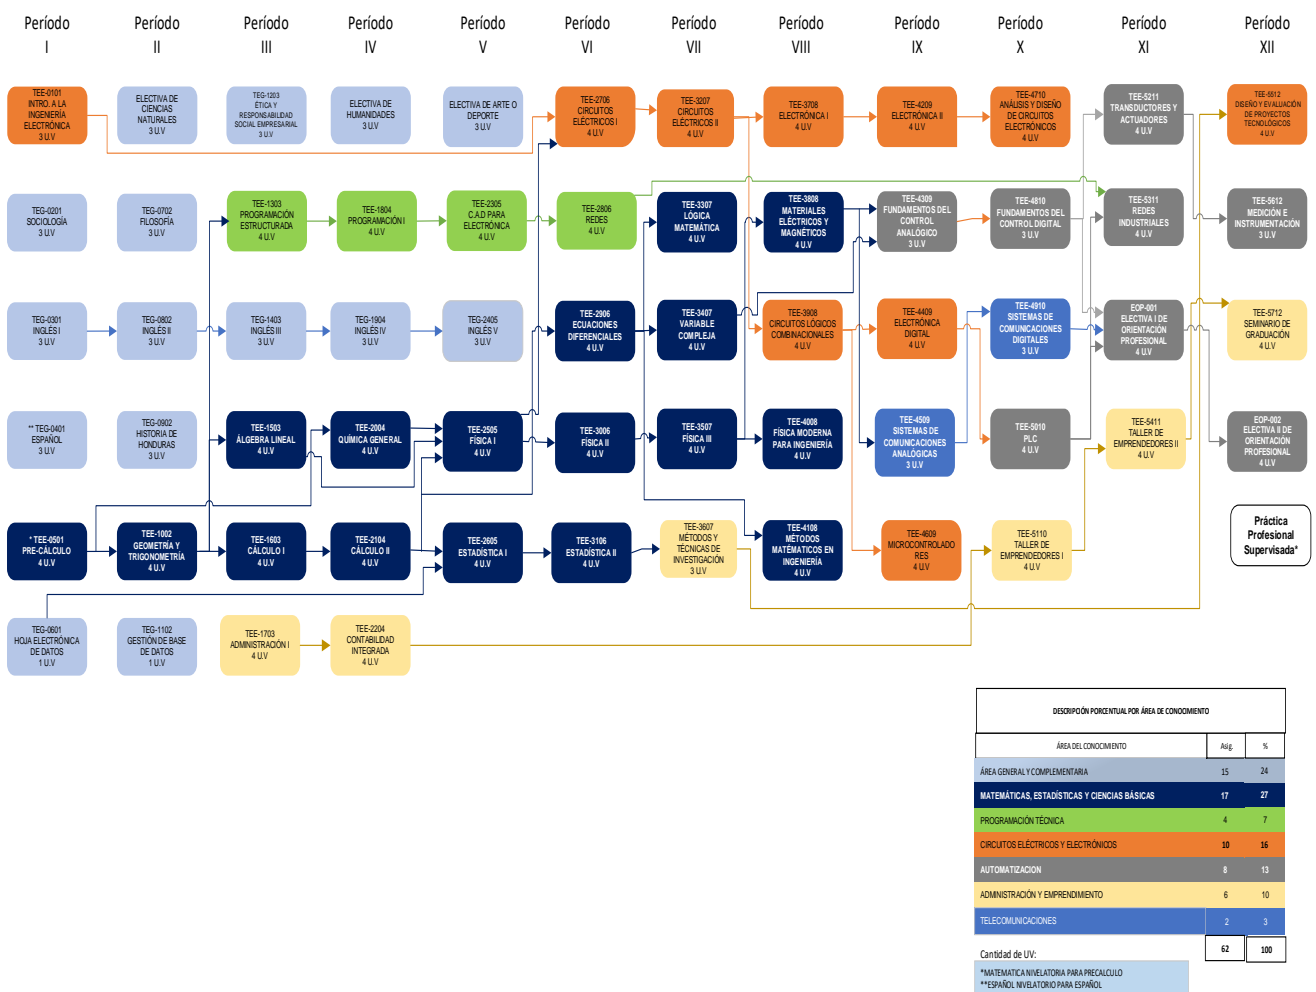 Período
I
Período
II
Período
III
Período
IV
Período
V
Período
VI
Período
VII
Período
VIII
Período
IX
Período
X
Período
XI
Período
XII
TEE-0101
INTRO. A LA
INGENIERÍA
ELECTRÓNICA
3 U.V
ELECTIVA DE
CIENCIAS
NATURALES
3 U.V
TEG-1203
ÉTICA Y
RESPONSABILIDAD
SOCIAL EMPRESARIAL
3 U.V
ELECTIVA DE
HUMANIDADES
3 U.V
ELECTIVA DE ARTE O
DEPORTE
3 U.V
TEE-2706
CIRCUITOS
ELÉCTRICOS I
4 U.V
TEE-3207
CIRCUITOS
ELÉCTRICOS II
4 U.V
TEE-3708
ELECTRÓNICA I
4 U.V
TEE-4209
ELECTRÓNICA II
4 U.V
TEE-4710
ANÁLISIS Y DISEÑO
DE CIRCUITOS
ELECTRÓNICOS
4 U.V
TEE-5211
TRANSDUCTORES Y
ACTUADORES
4 U.V
TEE-5512
DISEÑO Y EVALUACIÓN
DE PROYECTOS
TECNOLÓGICOS
4 U.V
TEG-0201
SOCIOLOGÍA
3 U.V
TEG-0702
FILOSOFÍA
3 U.V
TEE-1303
PROGRAMACIÓN
ESTRUCTURADA
4 U.V
TEE-1804
PROGRAMACIÓN I
4 U.V
TEE-2305
C.A.D PARA
ELECTRÓNICA
4 U.V
TEE-2806
REDES
4 U.V
TEE-3307
LÓGICA
MATEMÁTICA
4 U.V
TEE-3808
MATERIALES
ELÉCTRICOS Y
MAGNÉTICOS
4 U.V
TEE-4309
FUNDAMENTOS DEL
CONTROL
ANALÓGICO
3 U.V
TEE-4810
FUNDAMENTOS DEL
CONTROL DIGITAL
3 U.V
TEE-5311
REDES
INDUSTRIALES
4 U.V
TEE-5612
MEDICIÓN E
INSTRUMENTACIÓN
3 U.V
TEG-0301
INGLÉS I
3 U.V
TEG-0802
INGLÉS II
3 U.V
TEG-1403
INGLÉS III
3 U.V
TEG-1904
INGLÉS IV
3 U.V
TEG-2405
INGLÉS V
3 U.V
TEE-2906
ECUACIONES
DIFERENCIALES
4 U.V
TEE-3407
VARIABLE
COMPLEJA
4 U.V
TEE-3908
CIRCUITOS LÓGICOS
COMBINACIONALES
4 U.V
TEE-4409
ELECTRÓNICA
DIGITAL
4 U.V
TEE-4910
SISTEMAS DE
COMUNICACIONES
DIGITALES
3 U.V
EOP-001
ELECTIVA I DE
ORIENTACIÓN
PROFESIONAL
4 U.V
TEE-5712
SEMINARIO DE
GRADUACIÓN
4 U.V
** TEG-0401
ESPAÑOL
3 U.V
TEG-0902
HISTORIA DE
HONDURAS
3 U.V
TEE-1503
ÁLGEBRA LINEAL
4 U.V
TEE-2004
QUÍMICA GENERAL
4 U.V
TEE-2505
FÍSICA I
4 U.V
TEE-3006
FÍSICA II
4 U.V
TEE-3507
FÍSICA III
4 U.V
TEE-4008
FÍSICA MODERNA
PARA INGENIERÍA
4 U.V
TEE-4509
SISTEMAS DE
COMUNICACIONES
ANALÓGICAS
3 U.V
TEE-5010
PLC
4 U.V
TEE-5411
TALLER DE
EMPRENDEDORES II
4 U.V
EOP-002
ELECTIVA II DE
ORIENTACIÓN
PROFESIONAL
4 U.V
* TEE-0501
PRE-CÁLCULO
4 U.V
TEE-1002
GEOMETRÍA Y
TRIGONOMETRÍA
4 U.V
TEE-1603
CÁLCULO I
4 U.V
TEE-2104
CÁLCULO II
4 U.V
TEE-2605
ESTADÍSTICA I
4 U.V
TEE-3106
ESTADÍSTICA II
4 U.V
TEE-3607
MÉTODOS Y
TÉCNICAS DE
INVESTIGACIÓN
3 U.V
TEE-4108
MÉTODOS
MATÉMATICOS EN
INGENIERÍA
4 U.V
TEE-4609
MICROCONTROLADO
RES
4 U.V
TEE-5110
TALLER DE
EMPRENDEDORES I
4 U.V
Práctica
Profesional
Supervisada*
TEG-0601
HOJA ELECTRÓNICA
DE DATOS
1 U.V
TEG-1102
GESTIÓN DE BASE
DE DATOS
1 U.V
TEE-1703
ADMINISTRACIÓN I
4 U.V
TEE-2204
CONTABILIDAD
INTEGRADA
4 U.V
DESCRIPCIÓN PORCENTUAL POR ÁREA DE CONOCIMIENTO
ÁREA DEL CONOCIMIENTO Asig. %
ÁREA GENERAL Y COMPLEMENTARIA 15 24
MATEMÁTICAS, ESTADÍSTICAS Y CIENCIAS BÁSICAS 17 27
PROGRAMACIÓN TÉCNICA 4 7
CIRCUITOS ELÉCTRICOS Y ELECTRÓNICOS 10 16
AUTOMATIZACION 8 13
ADMINISTRACIÓN Y EMPRENDIMIENTO 6 10
TELECOMUNICACIONES 2 3
Cantidad de UV: 62 100
*MATEMATICA NIVELATORIA PARA PRECALCULO
**ESPAÑOL NIVELATORIO PARA ESPAÑOL